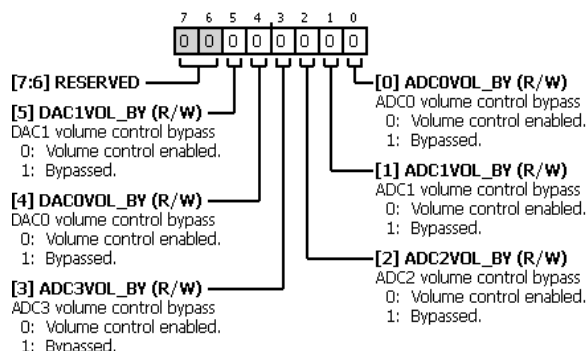 7 6 5 4 3 2 1 0
0 0 0 0 0 0 0 0
[7:6] RESERVED
[5] DAC1VOL_BY (R/W)
DAC1 volume control bypass
0: Volume control enabled.
1: Bypassed.
[4] DAC0VOL_BY (R/W)
DAC0 volume control bypass
0: Volume control enabled.
1: Bypassed.
[3] ADC3VOL_BY (R/W)
ADC3 volume control bypass
0: Volume control enabled.
1: Bypassed.
[0] ADC0VOL_BY (R/W)
ADC0 volume control bypass
0: Volume control enabled.
1: Bypassed.
[1] ADC1VOL_BY (R/W)
ADC1 volume control bypass
0: Volume control enabled.
1: Bypassed.
[2] ADC2VOL_BY (R/W)
ADC2 volume control bypass
0: Volume control enabled.
1: Bypassed.